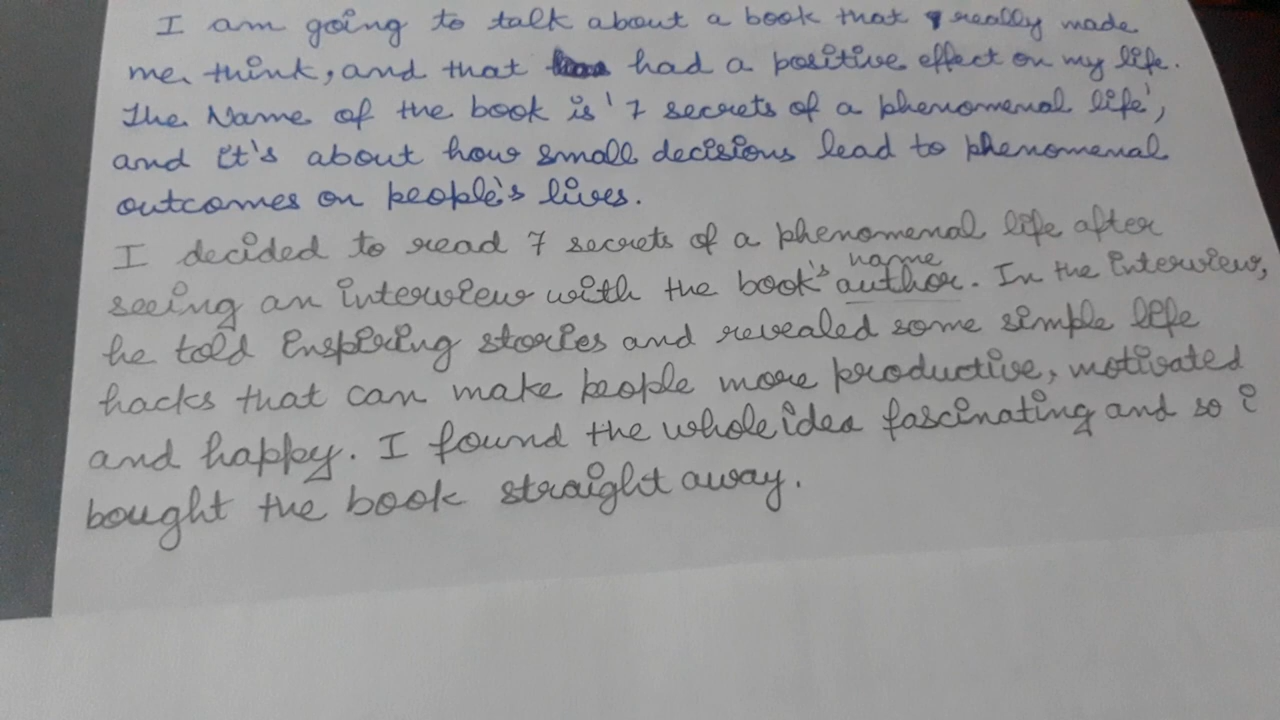 I am going to talk about a book that really made
me think, and that had a positive effect on my life.
The Name of the book is '7 secrets of a phenomenal life',
and it's about how small decisions lead to phenomenal
outcomes on people's lives.
I decided to read 7 secrets of a phenomenal life after
name
seeing an interview with the book's author. In the interview,
he told inspiring stories and revealed some simple life
hacks that can make people more productive, motivated
and happy. I found the whole idea fascinating and so i
bought the book straight away.